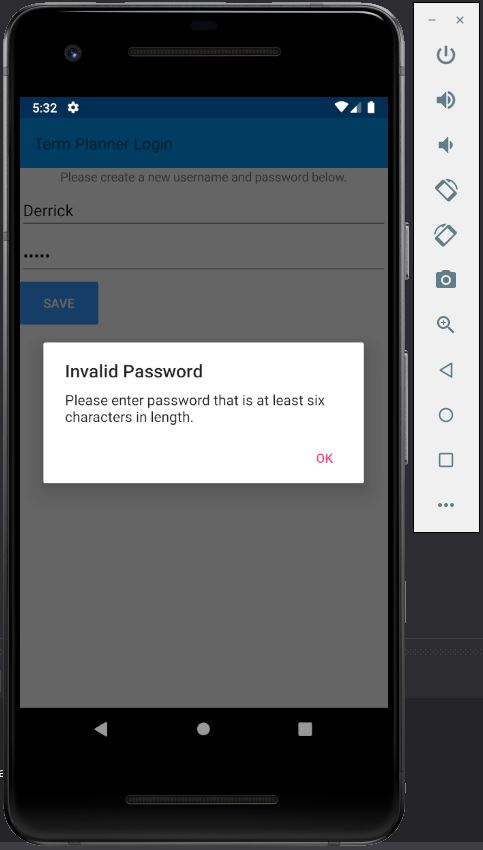 5:32
Term Planner Login
Please create a new username and password below.
Derrick
•••••
SAVE
Invalid Password
Please enter password that is at least six
characters in length.
OK